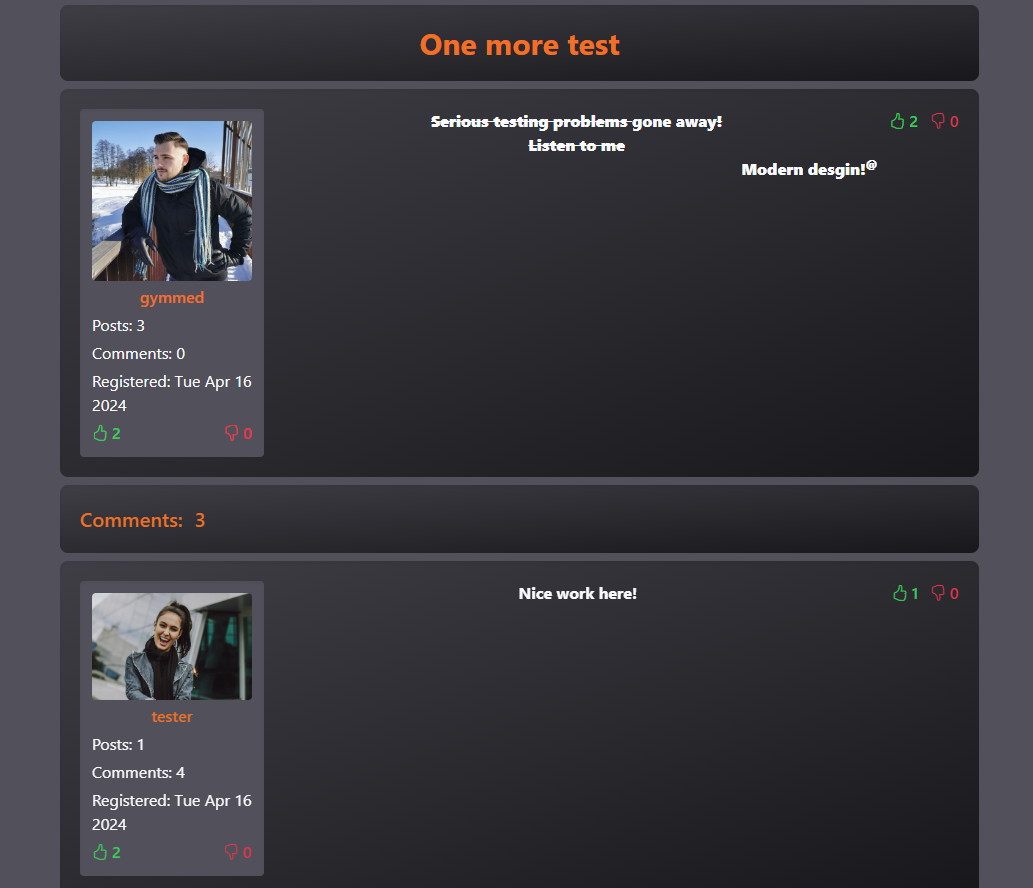 One more test
Serious testing problems gone away!
Listen to me
Modern desgin!@
2 0
gymmed
Posts: 3
Comments: 0
Registered: Tue Apr 16
2024
2 0
Comments: 3
Nice work here!
1 0
tester
Posts: 1
Comments: 4
Registered: Tue Apr 16
2024
2 0